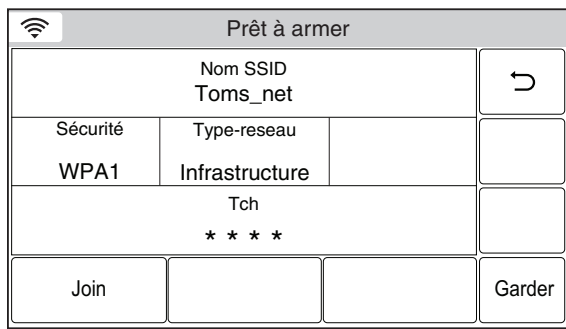 Prêt à armer
Nom SSID
Toms_net
Sécurité
Type-reseau
WPA1
Infrastructure
Tch
* * * *
Join
Garder